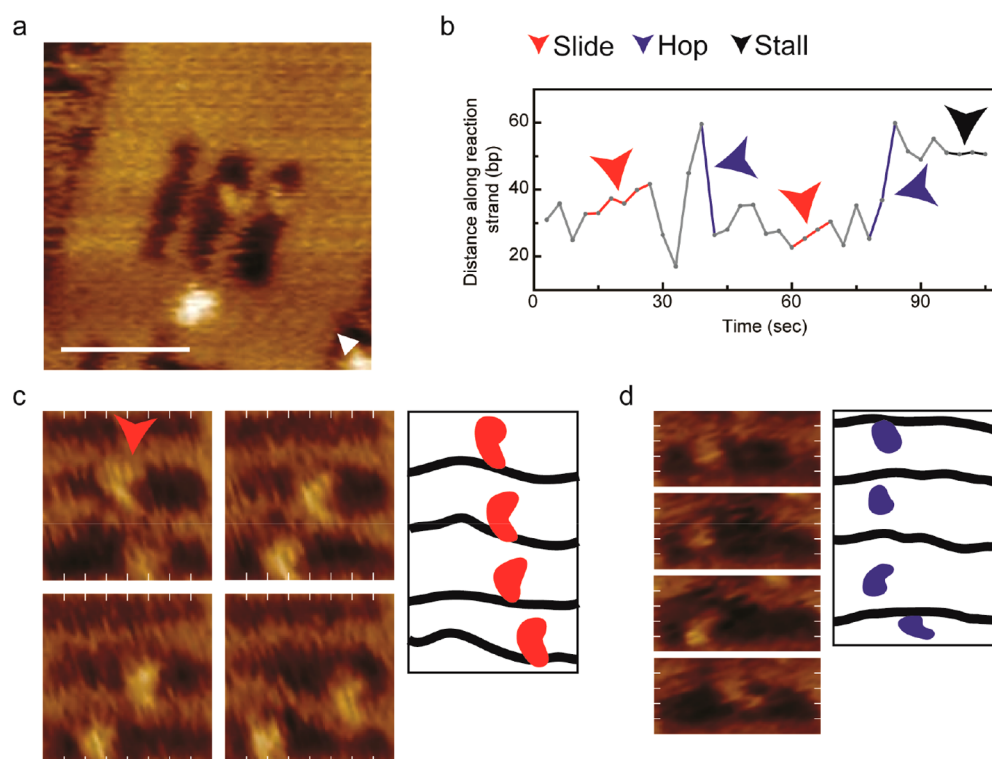 a
b
Slide Hop Stall
Distance along reaction
strand (bp)
60
40
20
0 30 60 90
Time (sec)
c
d